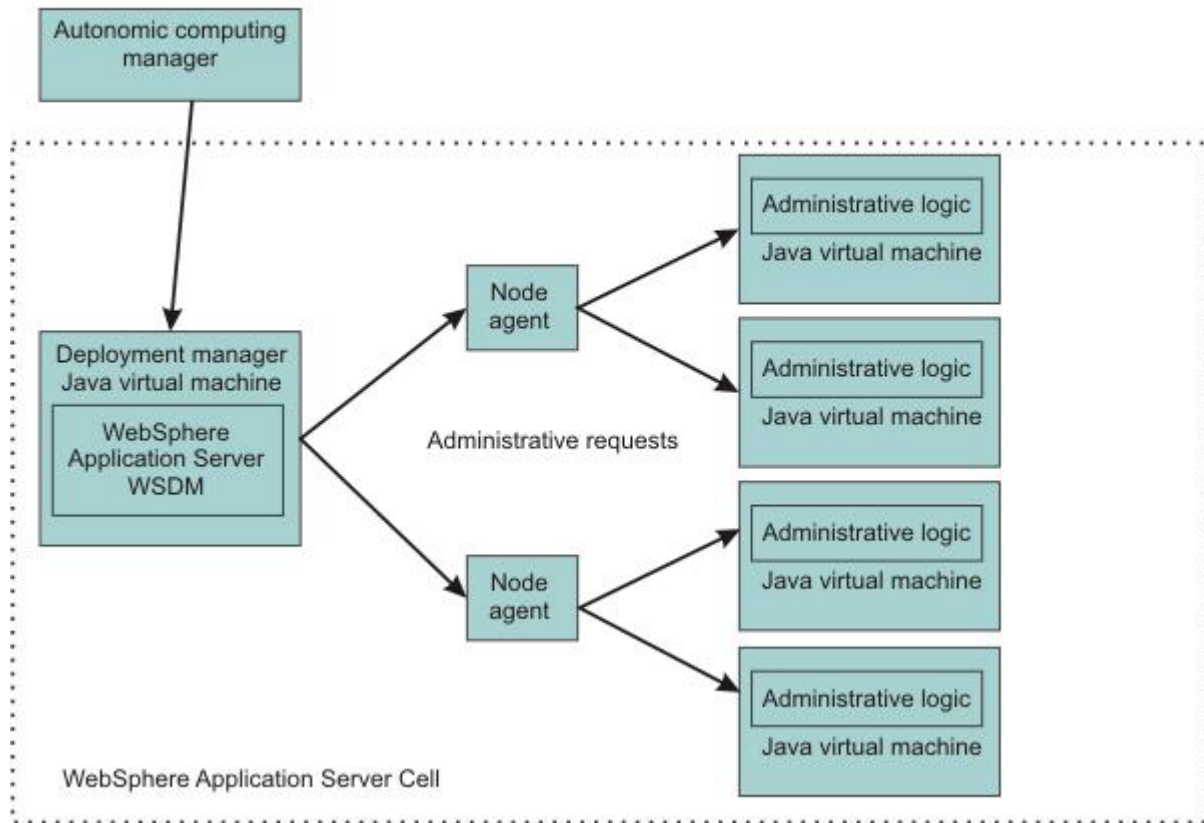 Autonomic computing
manager
Deployment manager
Java virtual machine
WebSphere
Application Server
WSDM
Node
agent
Administrative requests
Node
agent
Administrative logic
Java virtual machine
Administrative logic
Java virtual machine
Administrative logic
Java virtual machine
Administrative logic
Java virtual machine
WebSphere Application Server Cell